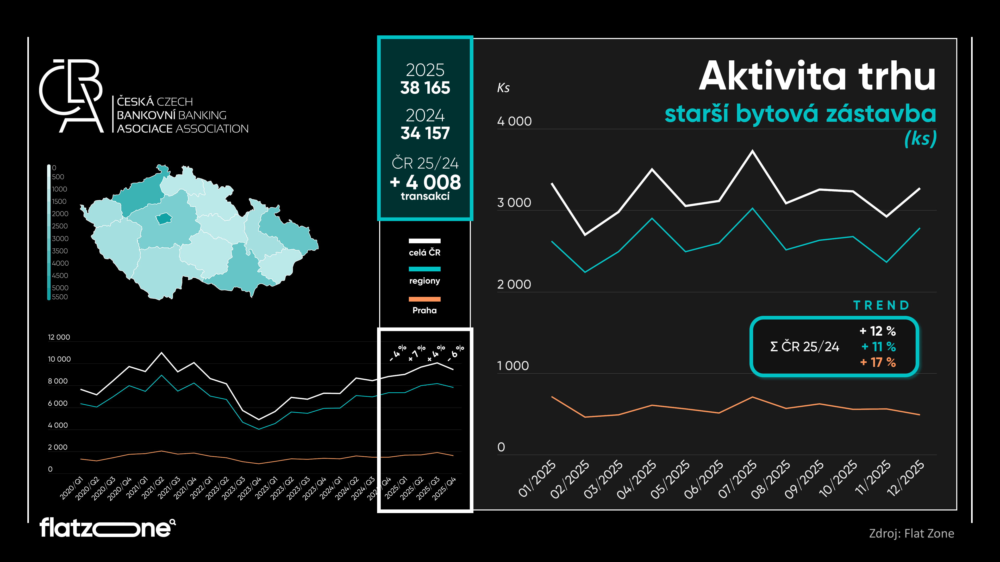 ČBA
ČESKÁ CZECH
BANKOVNÍ BANKING
ASOCIACE ASSOCIATION
0
500
1000
1500
2000
2500
3000
3500
4000
4500
5000
5500
2025
38 165
2024
34 157
ČR 25/24
+ 4 008
transakcí
celá ČR
regiony
Praha
Aktivita trhu
starší bytová zástavba
(ks)
Ks
4 000
3 000
2 000
1 000
0
TREND
Σ ČR 25/24
+ 12 %
+ 11 %
+ 17 %
01/2025
02/2025
03/2025
04/2025
05/2025
06/2025
07/2025
08/2025
09/2025
10/2025
11/2025
12/2025
12 000
10 000
8 000
6 000
4 000
2 000
0
- 4%
+ 7%
+ 4%
- 6%
2020/Q1
2020/Q2
2020/Q3
2020/Q4
2021/Q1
2021/Q2
2021/Q3
2021/Q4
2022/Q1
2023/Q2
2023/Q3
2023/Q4
2023/Q1
2023/Q2
2023/Q3
2023/Q4
2024/Q1
2024/Q2
2024/Q3
2025/Q1
2025/Q2
2025/Q3
2025/Q4
flatzone
Zdroj: Flat Zone